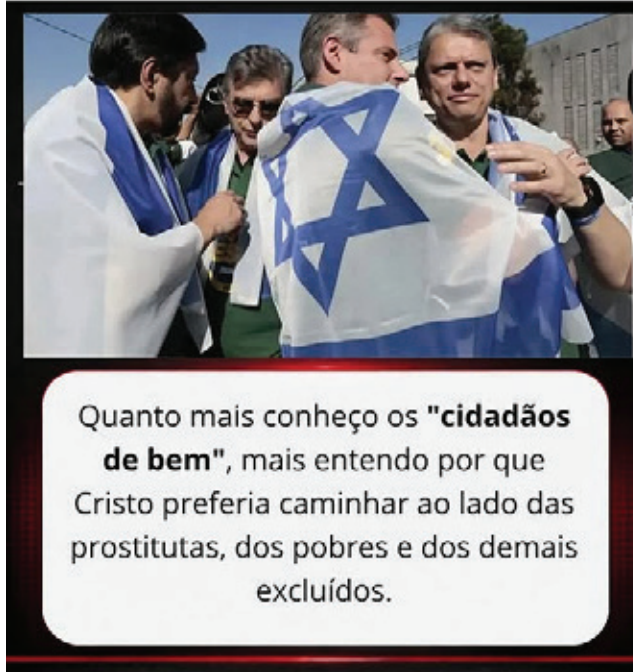 Quanto mais conheço os "cidadãos
de bem", mais entendo por que
Cristo preferia caminhar ao lado das
prostitutas, dos pobres e dos demais
excluídos.